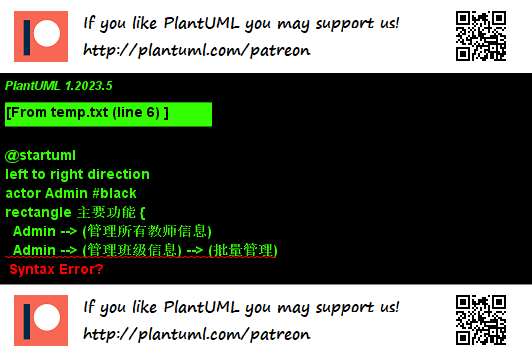 If you like PlantUML you may support us!
http://plantuml.com/patreon
PlantUML 1.2023.5
[From temp.txt (line 6) ]
@startuml
left to right direction
actor Admin #black
rectangle 主要功能 {
Admin --> (管理所有教师信息)
Admin --> (管理班级信息) --> (批量管理)
Syntax Error?
If you like PlantUML you may support us!
http://plantuml.com/patreon